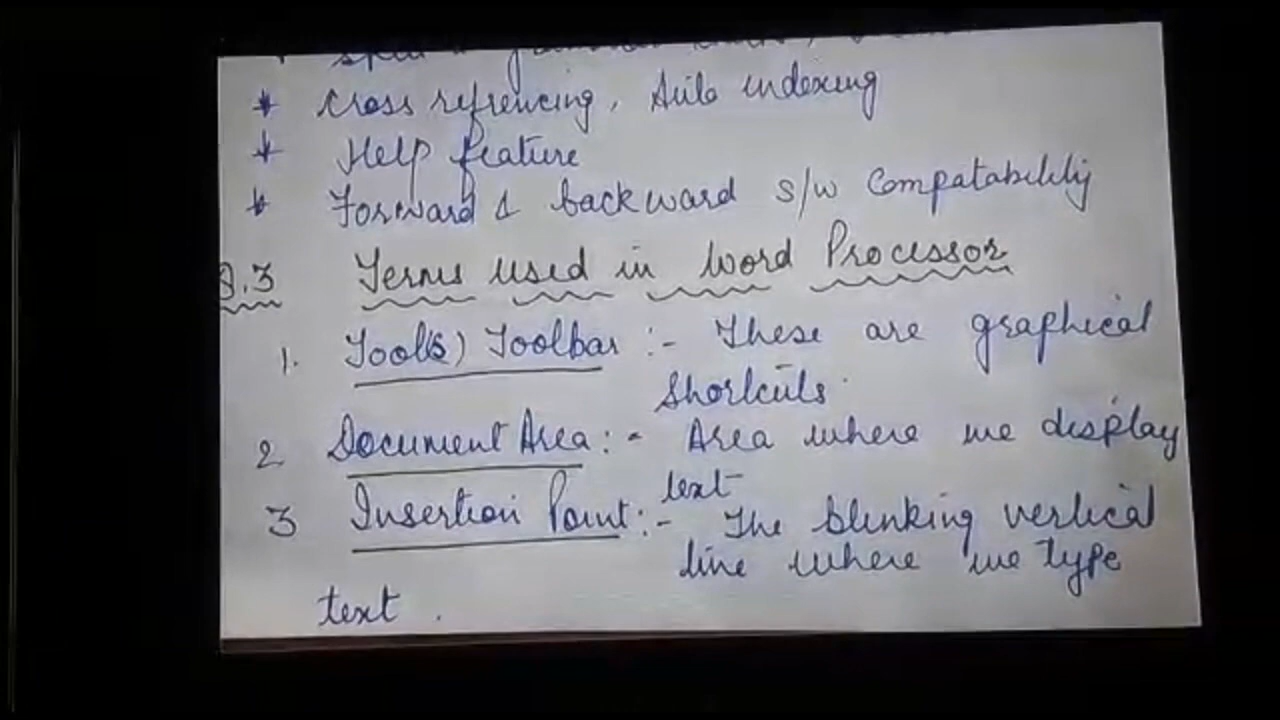 * Cross refrencing, Auto indexing
* Help feature
* Forward & backward s/w Compatability
Q.3 Terms used in Word Processor
1. Tool(s) Toolbar :- These are graphical
Shortcuts.
2 Document Area :- Area where we display
text
3 Insertion Point :- The blinking vertical
line where we type
text .